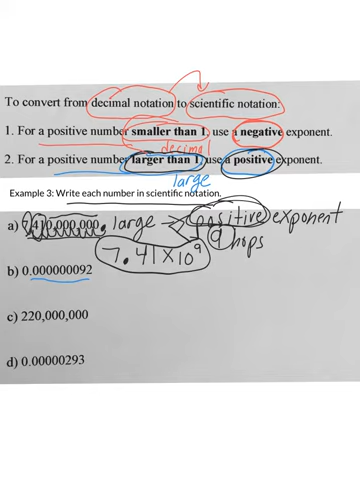 To convert from decimal notation to scientific notation:
1. For a positive number smaller than 1, use a negative exponent.
decimal
2. For a positive number larger than 1, use a positive exponent.
large
Example 3: Write each number in scientific notation.
a) 7,410,000,000. large → positive exponent
9 hops
7.41 × 10⁹
b) 0.000000092
c) 220,000,000
d) 0.00000293